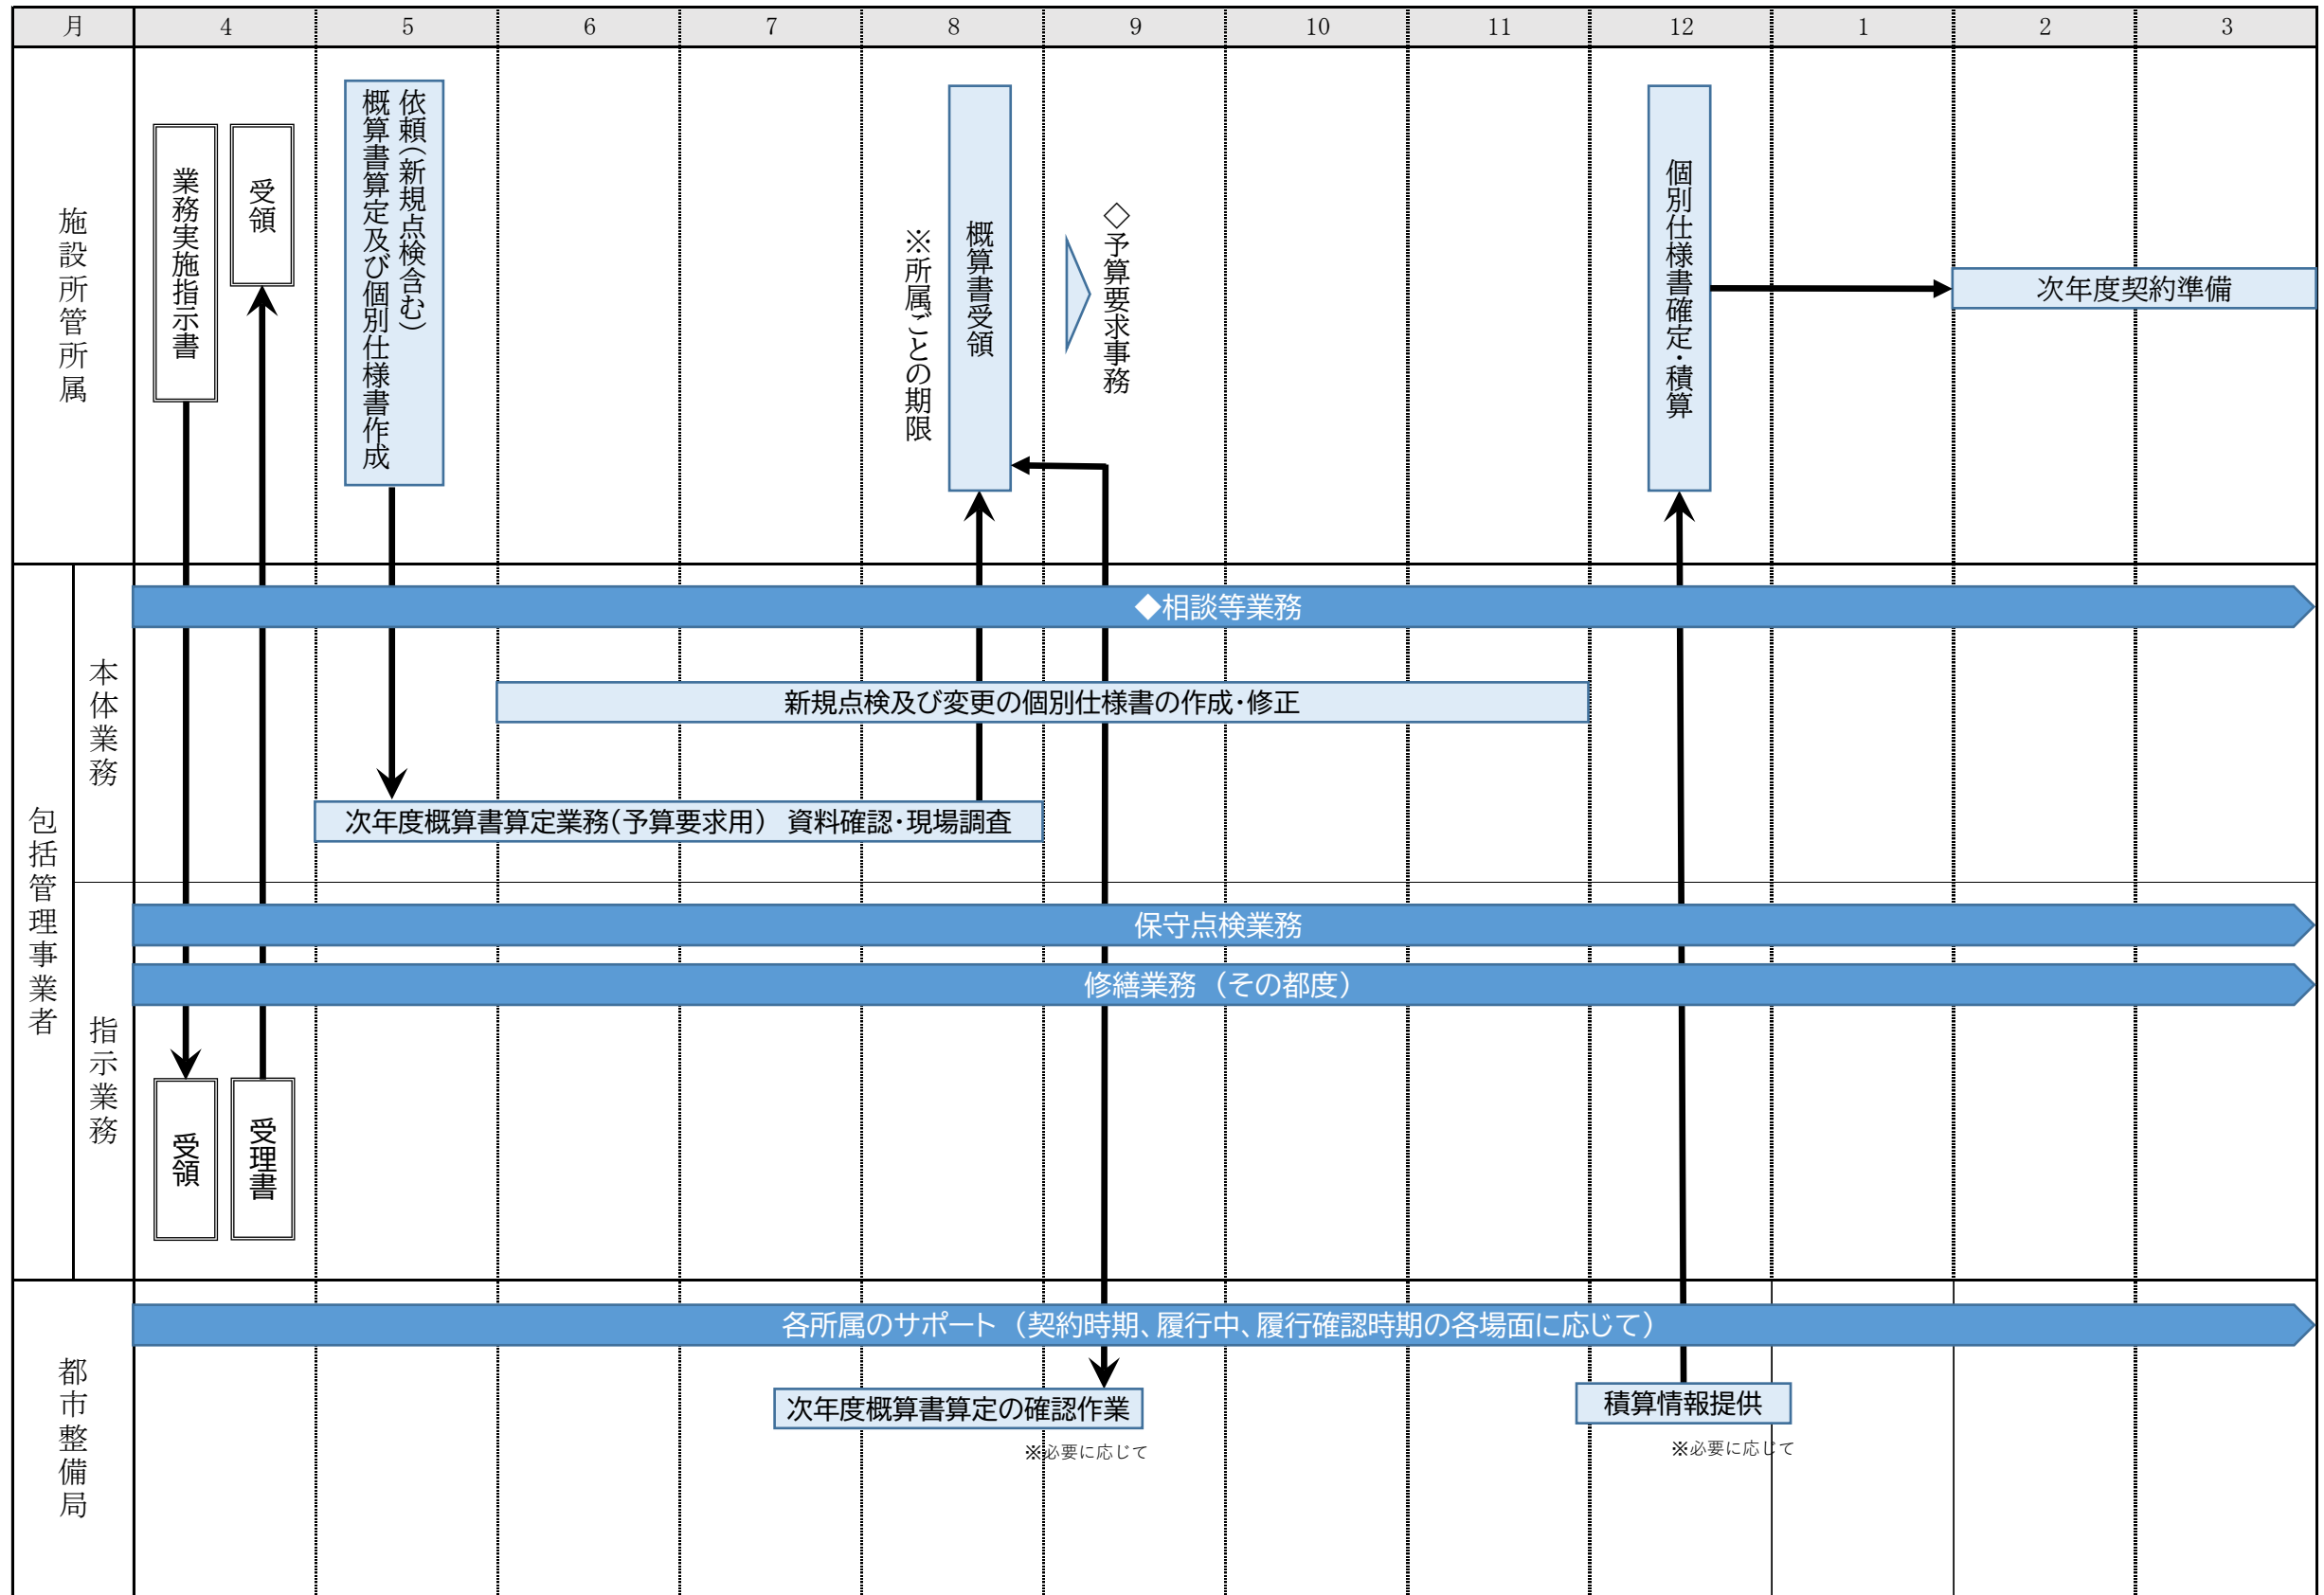 月 4 5 6 7 8 9 10 11 12 1 2 3
施設所管所属
業務実施指示書
受領
依頼（新規点検含む）
概算書算定及び個別仕様書作成
※所属ごとの期限
概算書受領
◇予算要求事務
個別仕様書確定・積算
次年度契約準備
包括管理事業者
本体業務
◆相談等業務
新規点検及び変更の個別仕様書の作成・修正
次年度概算書算定業務（予算要求用） 資料確認・現場調査
指示業務
保守点検業務
修繕業務（その都度）
受領
受理書
都市整備局
各所属のサポート（契約時期、履行中、履行確認時期の各場面に応じて）
次年度概算書算定の確認作業
※必要に応じて
積算情報提供
※必要に応じて